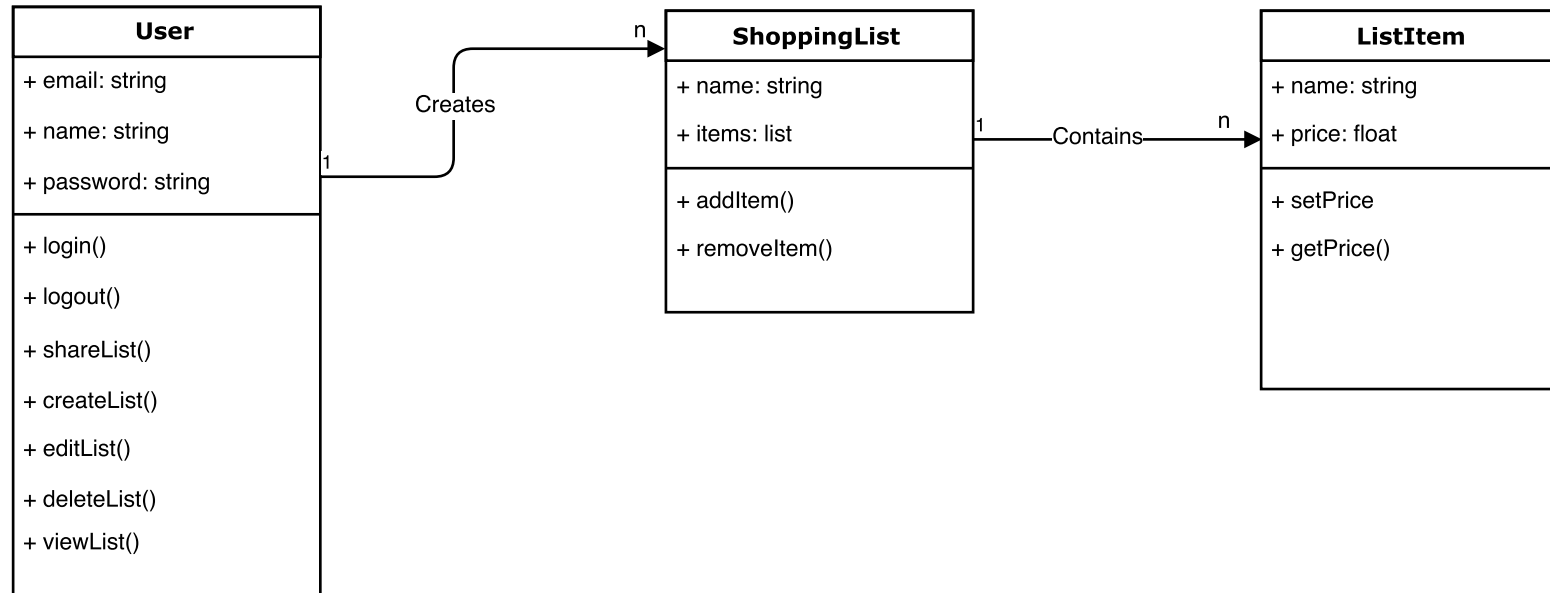 User
+ email: string
+ name: string
+ password: string
+ login()
+ logout()
+ shareList()
+ createList()
+ editList()
+ deleteList()
+ viewList()
1
Creates
n
ShoppingList
+ name: string
+ items: list
+ addItem()
+ removeItem()
1
Contains
n
ListItem
+ name: string
+ price: float
+ setPrice
+ getPrice()